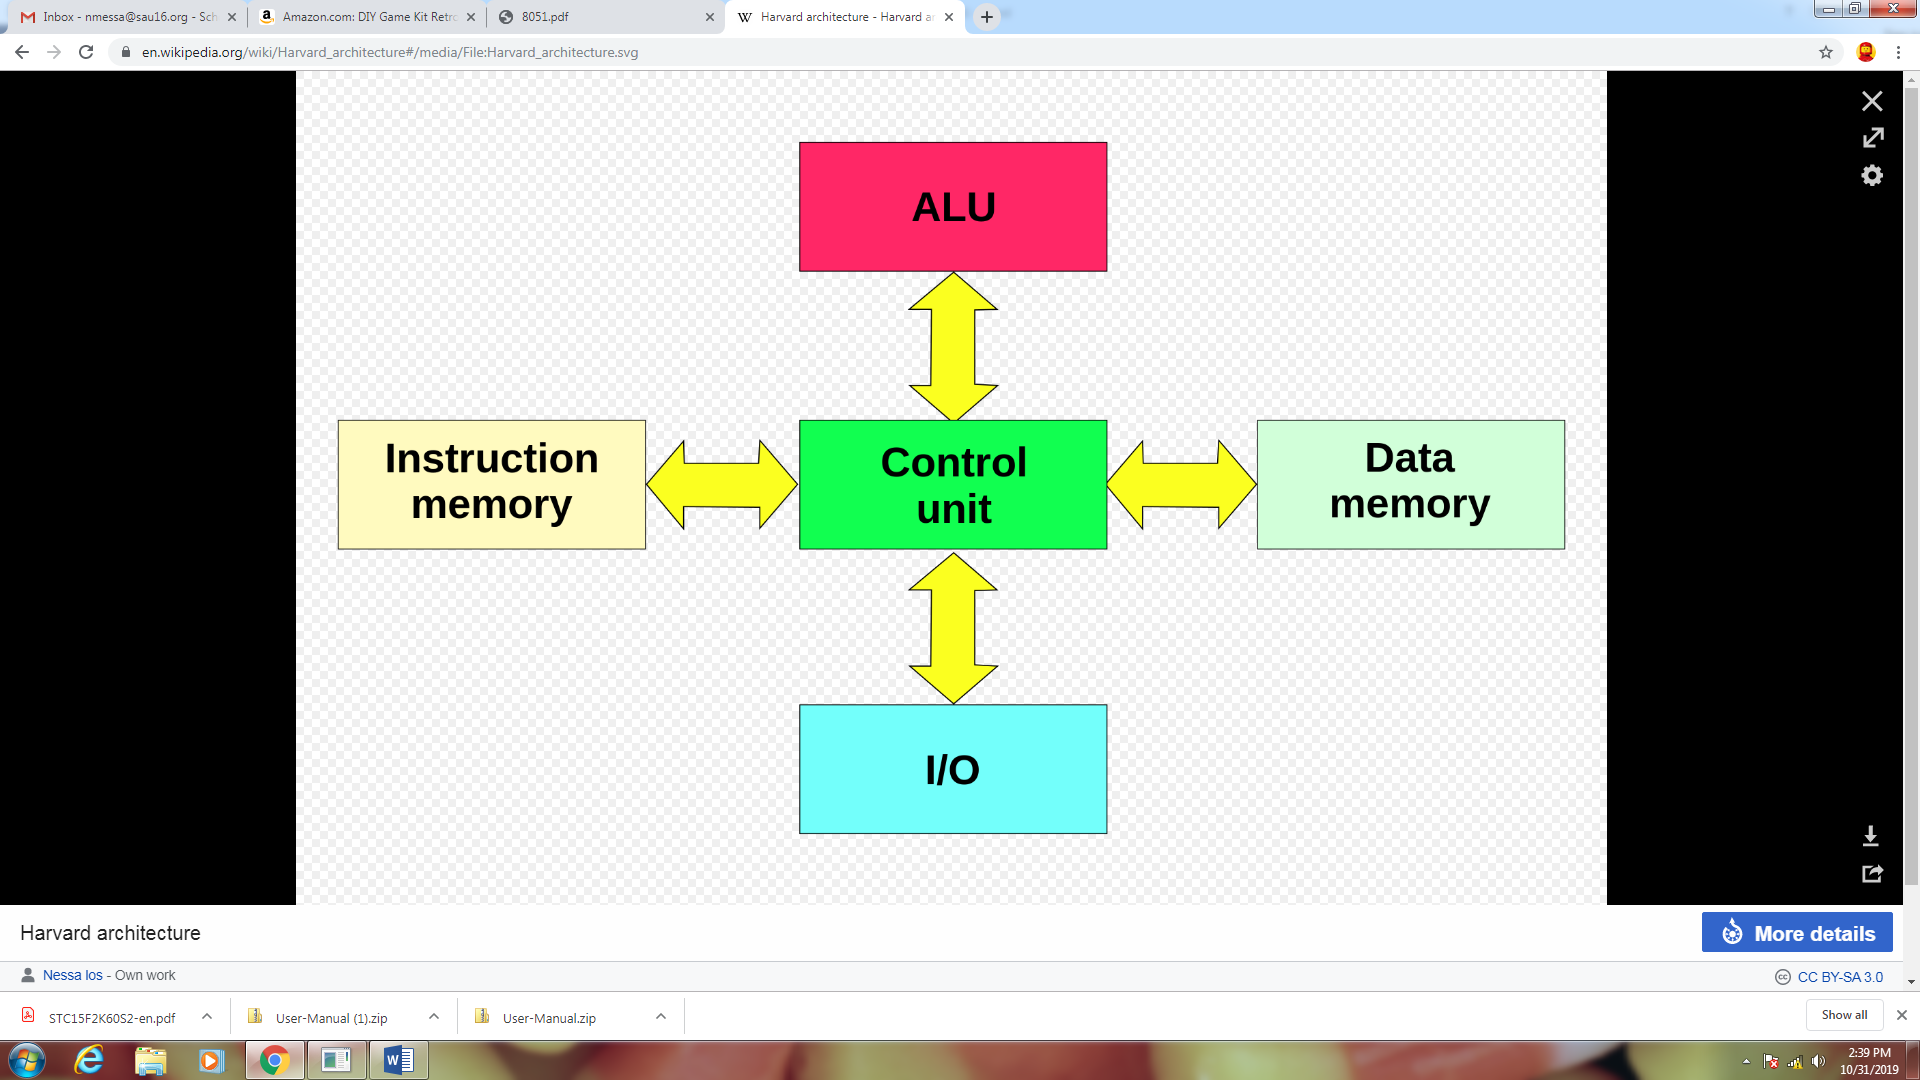 Inbox - nmessa@sau16.org - Sch
Amazon.com: DIY Game Kit Retro
8051.pdf
W Harvard architecture - Harvard ar
en.wikipedia.org/wiki/Harvard_architecture#/media/File:Harvard_architecture.svg
ALU
Instruction
memory
Control
unit
Data
memory
I/O
Harvard architecture
More details
Nessa los - Own work
CC BY-SA 3.0
STC15F2K60S2-en.pdf
User-Manual (1).zip
User-Manual.zip
Show all
2:39 PM
10/31/2019